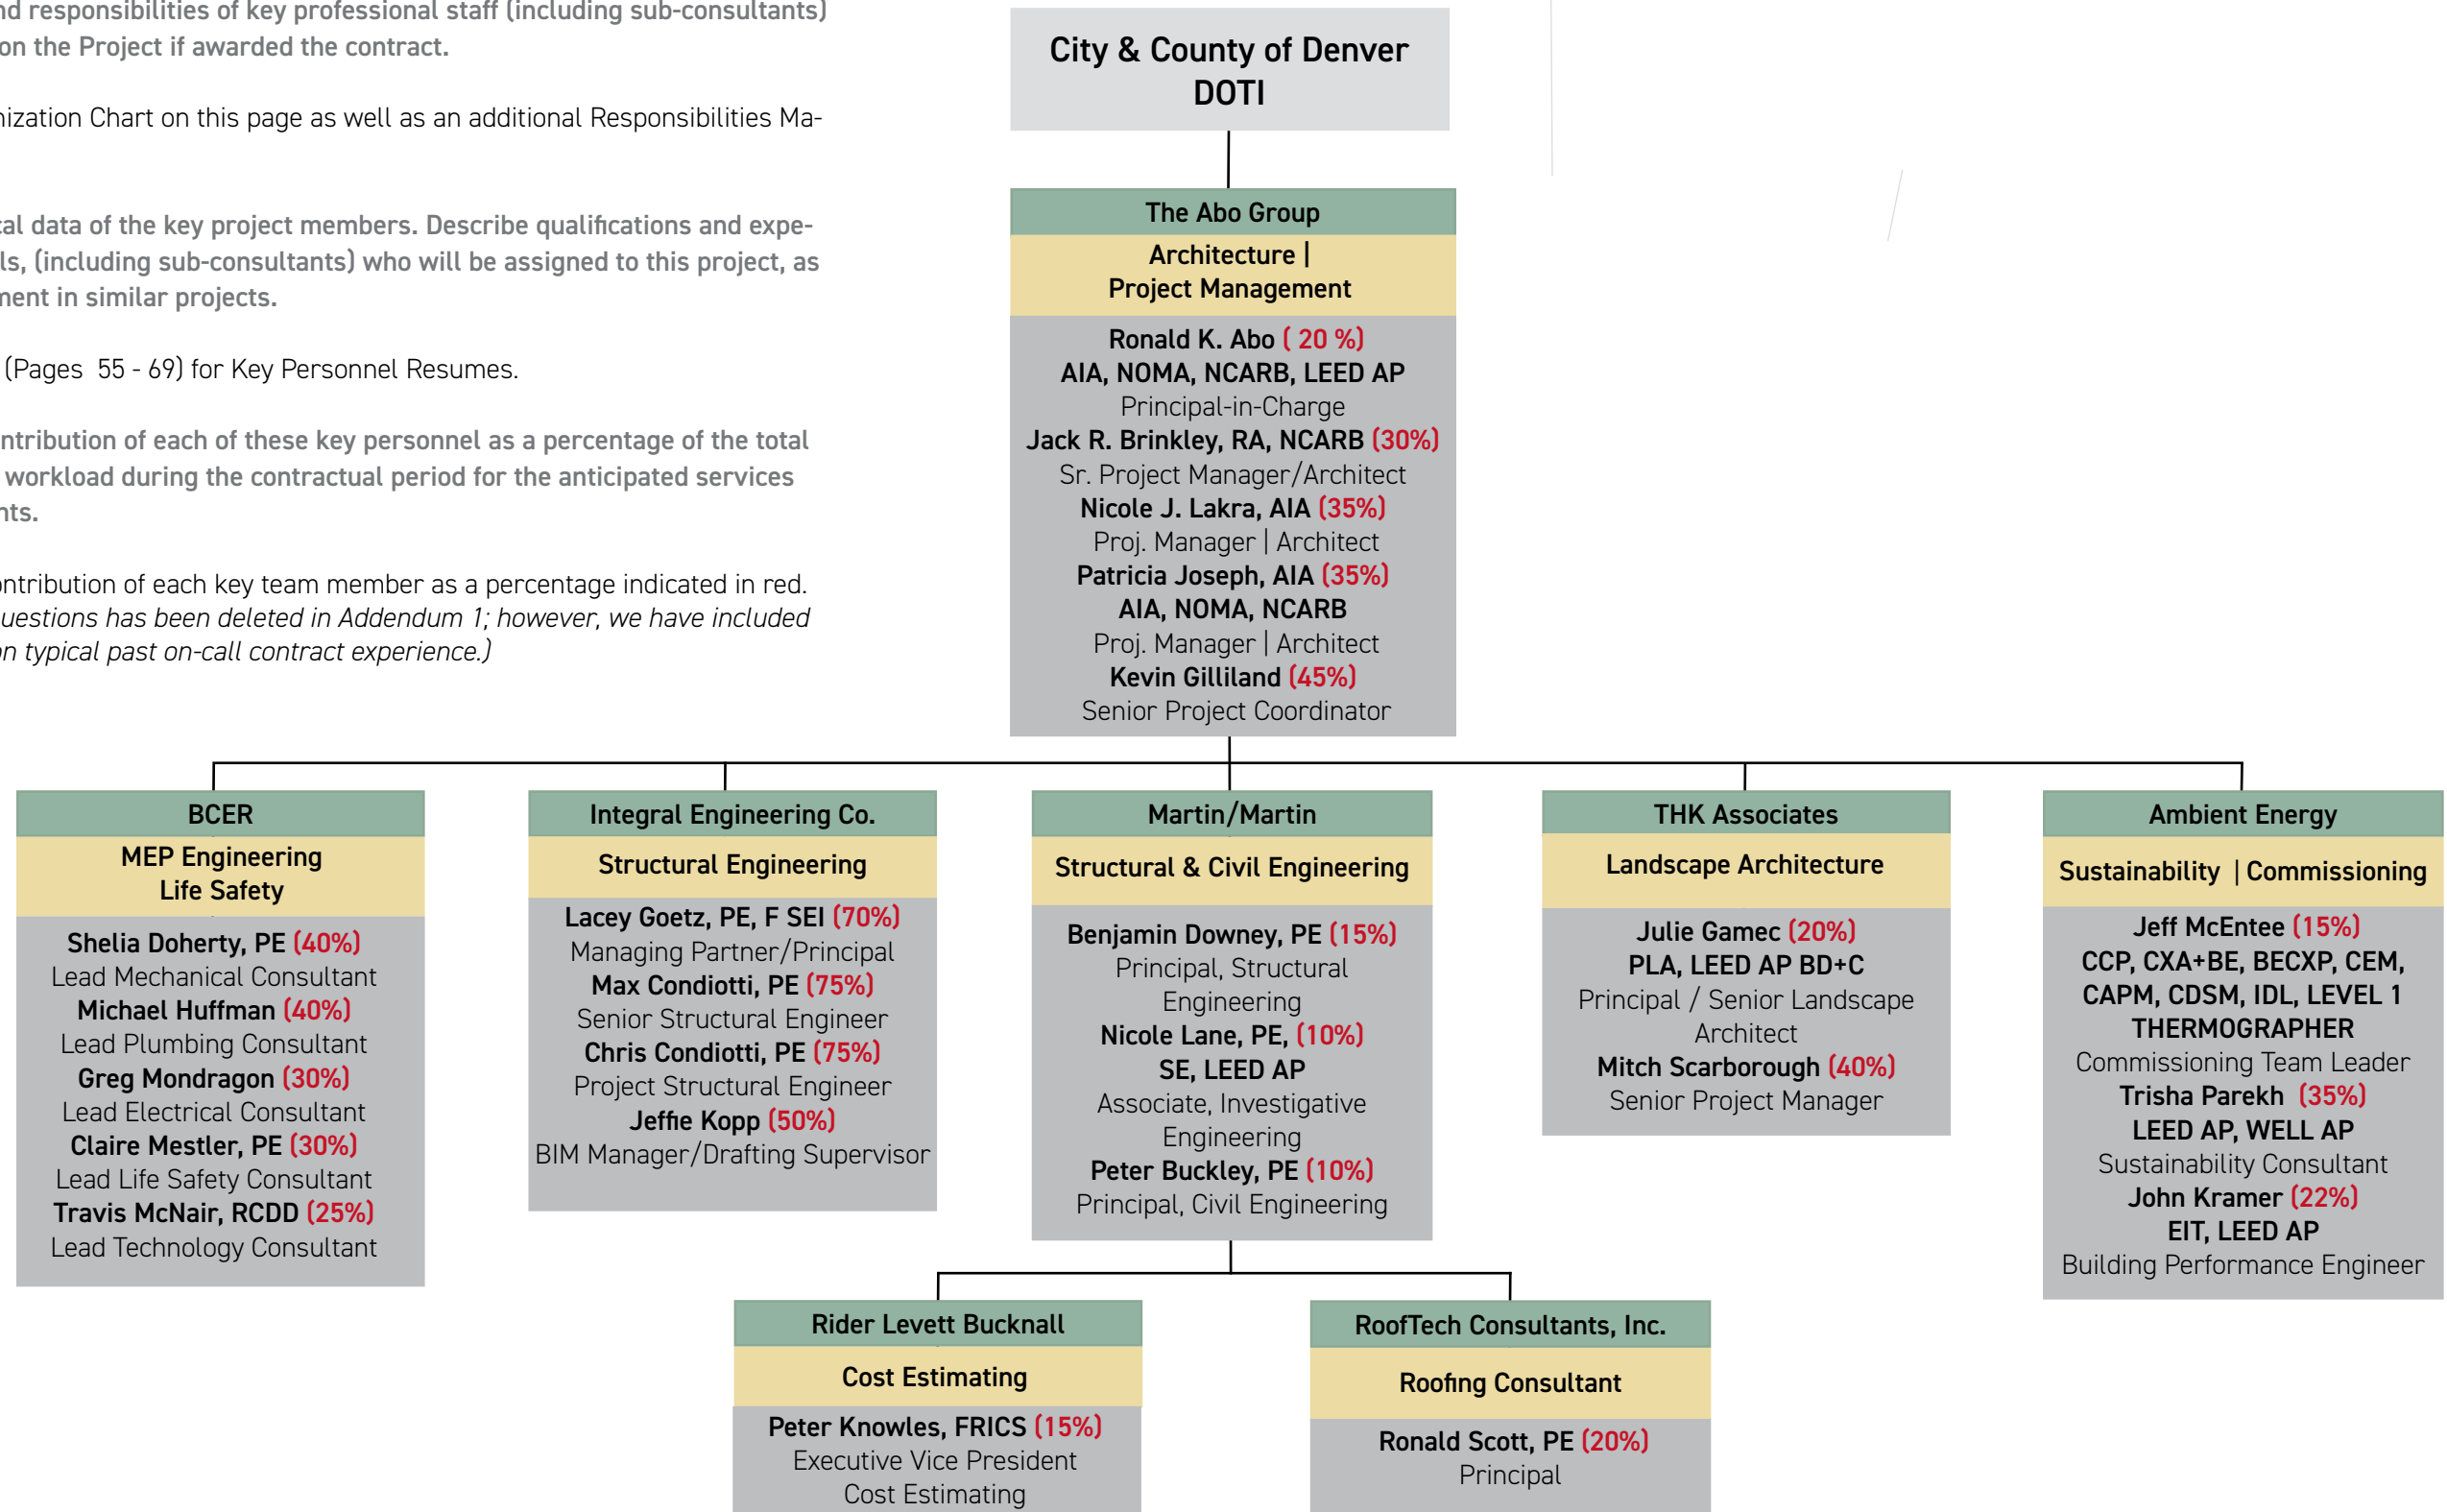 nd responsibilities of key professional staff (including sub-consultants)
on the Project if awarded the contract.
nization Chart on this page as well as an additional Responsibilities Ma-
cal data of the key project members. Describe qualifications and expe-
ls, (including sub-consultants) who will be assigned to this project, as
ment in similar projects.
(Pages 55 - 69) for Key Personnel Resumes.
ntribution of each of these key personnel as a percentage of the total
workload during the contractual period for the anticipated services
nts.
ontribution of each key team member as a percentage indicated in red.
uestions has been deleted in Addendum 1; however, we have included
on typical past on-call contract experience.)
City & County of Denver
DOTI
The Abo Group
Architecture |
Project Management
Ronald K. Abo ( 20 %)
AIA, NOMA, NCARB, LEED AP
Principal-in-Charge
Jack R. Brinkley, RA, NCARB (30%)
Sr. Project Manager/Architect
Nicole J. Lakra, AIA (35%)
Proj. Manager | Architect
Patricia Joseph, AIA (35%)
AIA, NOMA, NCARB
Proj. Manager | Architect
Kevin Gilliland (45%)
Senior Project Coordinator
BCER
MEP Engineering
Life Safety
Shelia Doherty, PE (40%)
Lead Mechanical Consultant
Michael Huffman (40%)
Lead Plumbing Consultant
Greg Mondragon (30%)
Lead Electrical Consultant
Claire Mestler, PE (30%)
Lead Life Safety Consultant
Travis McNair, RCDD (25%)
Lead Technology Consultant
Integral Engineering Co.
Structural Engineering
Lacey Goetz, PE, F SEI (70%)
Managing Partner/Principal
Max Condiotti, PE (75%)
Senior Structural Engineer
Chris Condiotti, PE (75%)
Project Structural Engineer
Jeffie Kopp (50%)
BIM Manager/Drafting Supervisor
Martin/Martin
Structural & Civil Engineering
Benjamin Downey, PE (15%)
Principal, Structural
Engineering
Nicole Lane, PE, (10%)
SE, LEED AP
Associate, Investigative
Engineering
Peter Buckley, PE (10%)
Principal, Civil Engineering
THK Associates
Landscape Architecture
Julie Gamec (20%)
PLA, LEED AP BD+C
Principal / Senior Landscape
Architect
Mitch Scarborough (40%)
Senior Project Manager
Ambient Energy
Sustainability | Commissioning
Jeff McEntee (15%)
CCP, CXA+BE, BECXP, CEM,
CAPM, CDSM, IDL, LEVEL 1
THERMOGRAPHER
Commissioning Team Leader
Trisha Parekh (35%)
LEED AP, WELL AP
Sustainability Consultant
John Kramer (22%)
EIT, LEED AP
Building Performance Engineer
Rider Levett Bucknall
Cost Estimating
Peter Knowles, FRICS (15%)
Executive Vice President
Cost Estimating
RoofTech Consultants, Inc.
Roofing Consultant
Ronald Scott, PE (20%)
Principal